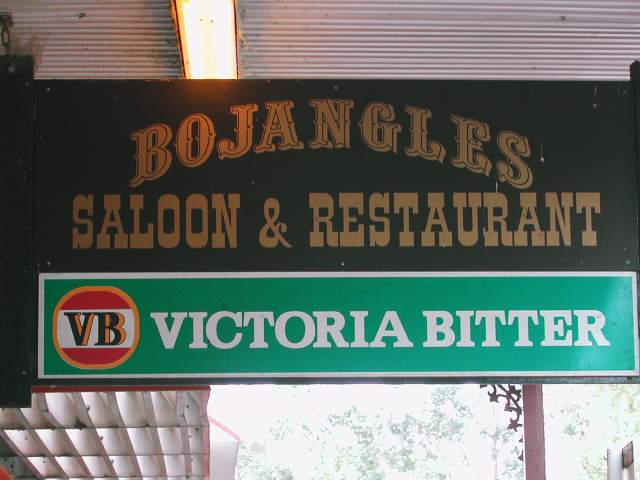 BOJANGLES
SALOON & RESTAURANT
VB VICTORIA BITTER